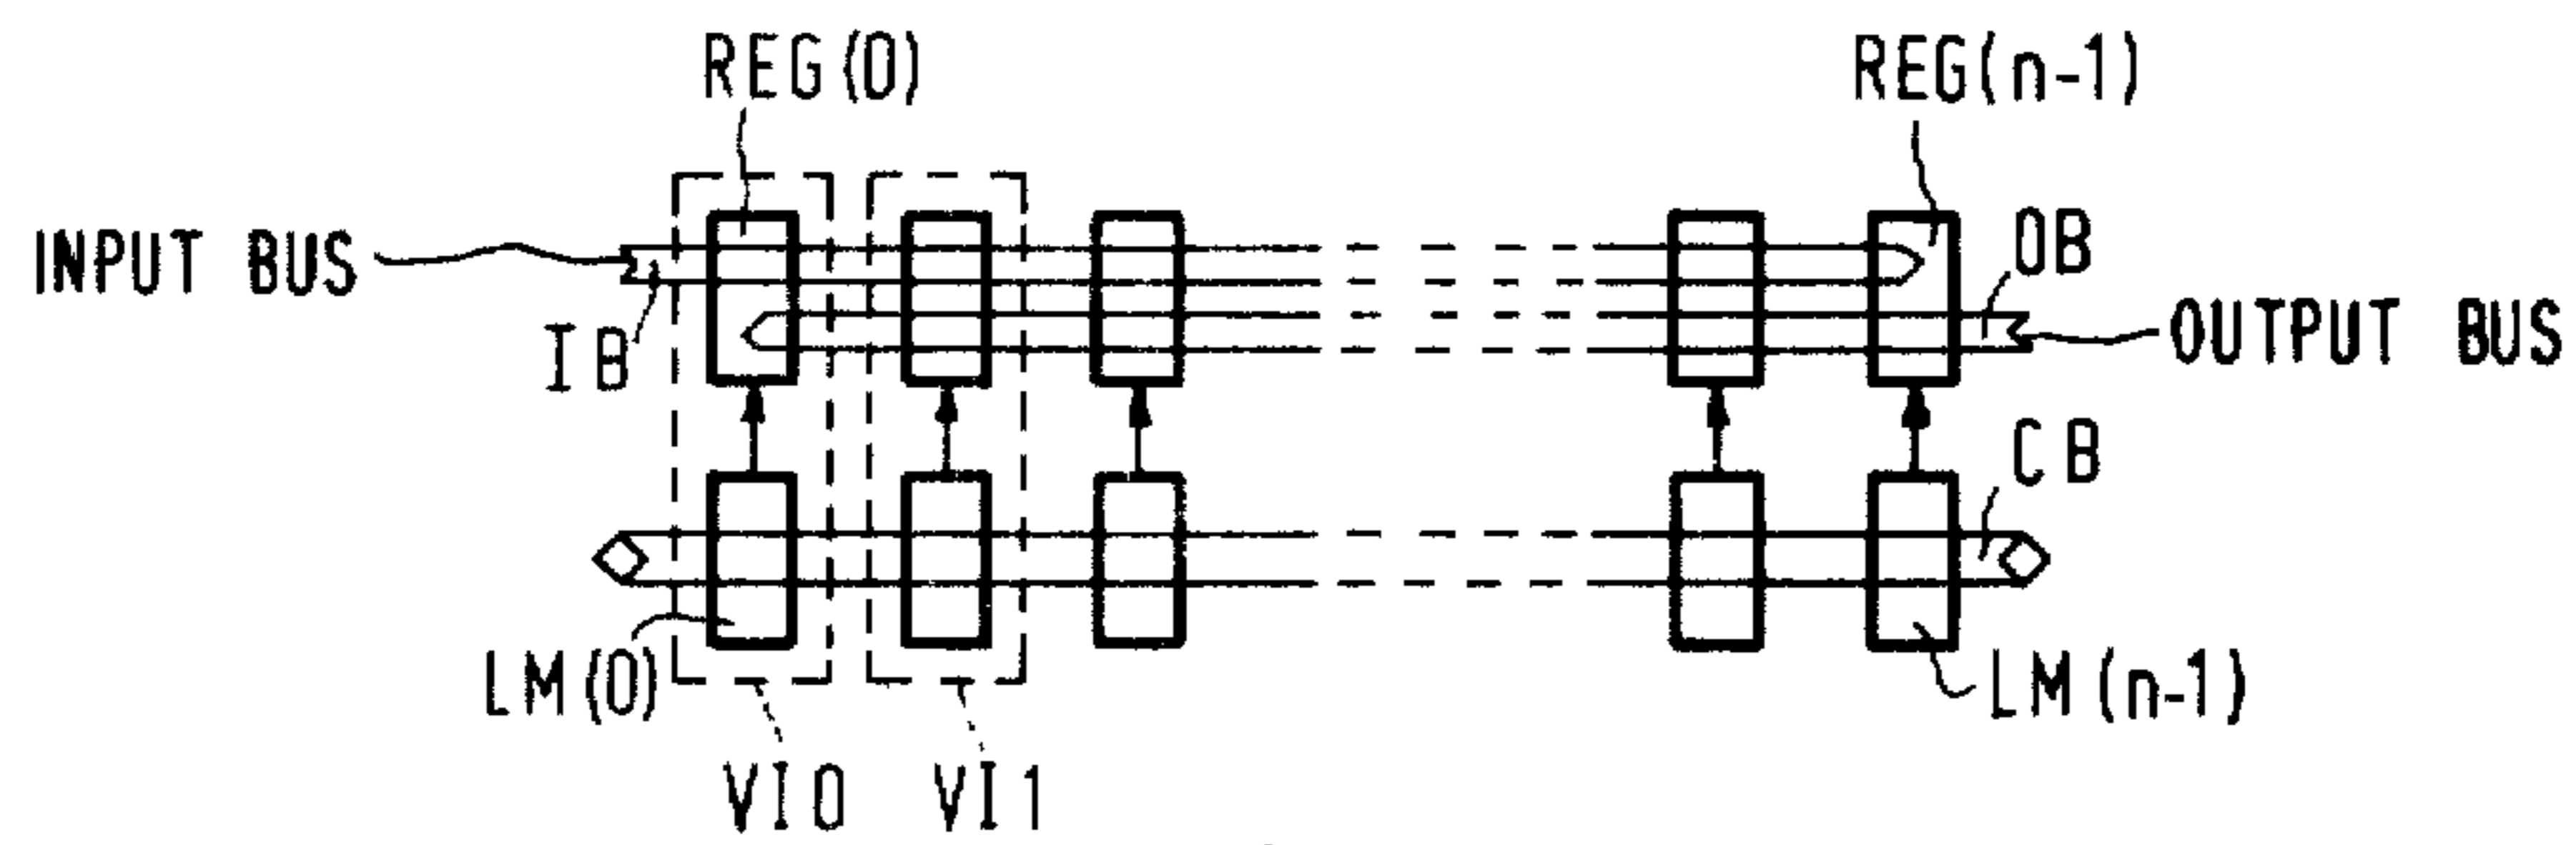 REG(0)
REG(n-1)
INPUT BUS
IB
OB
OUTPUT BUS
CB
LM(0)
LM(n-1)
VI0
VI1